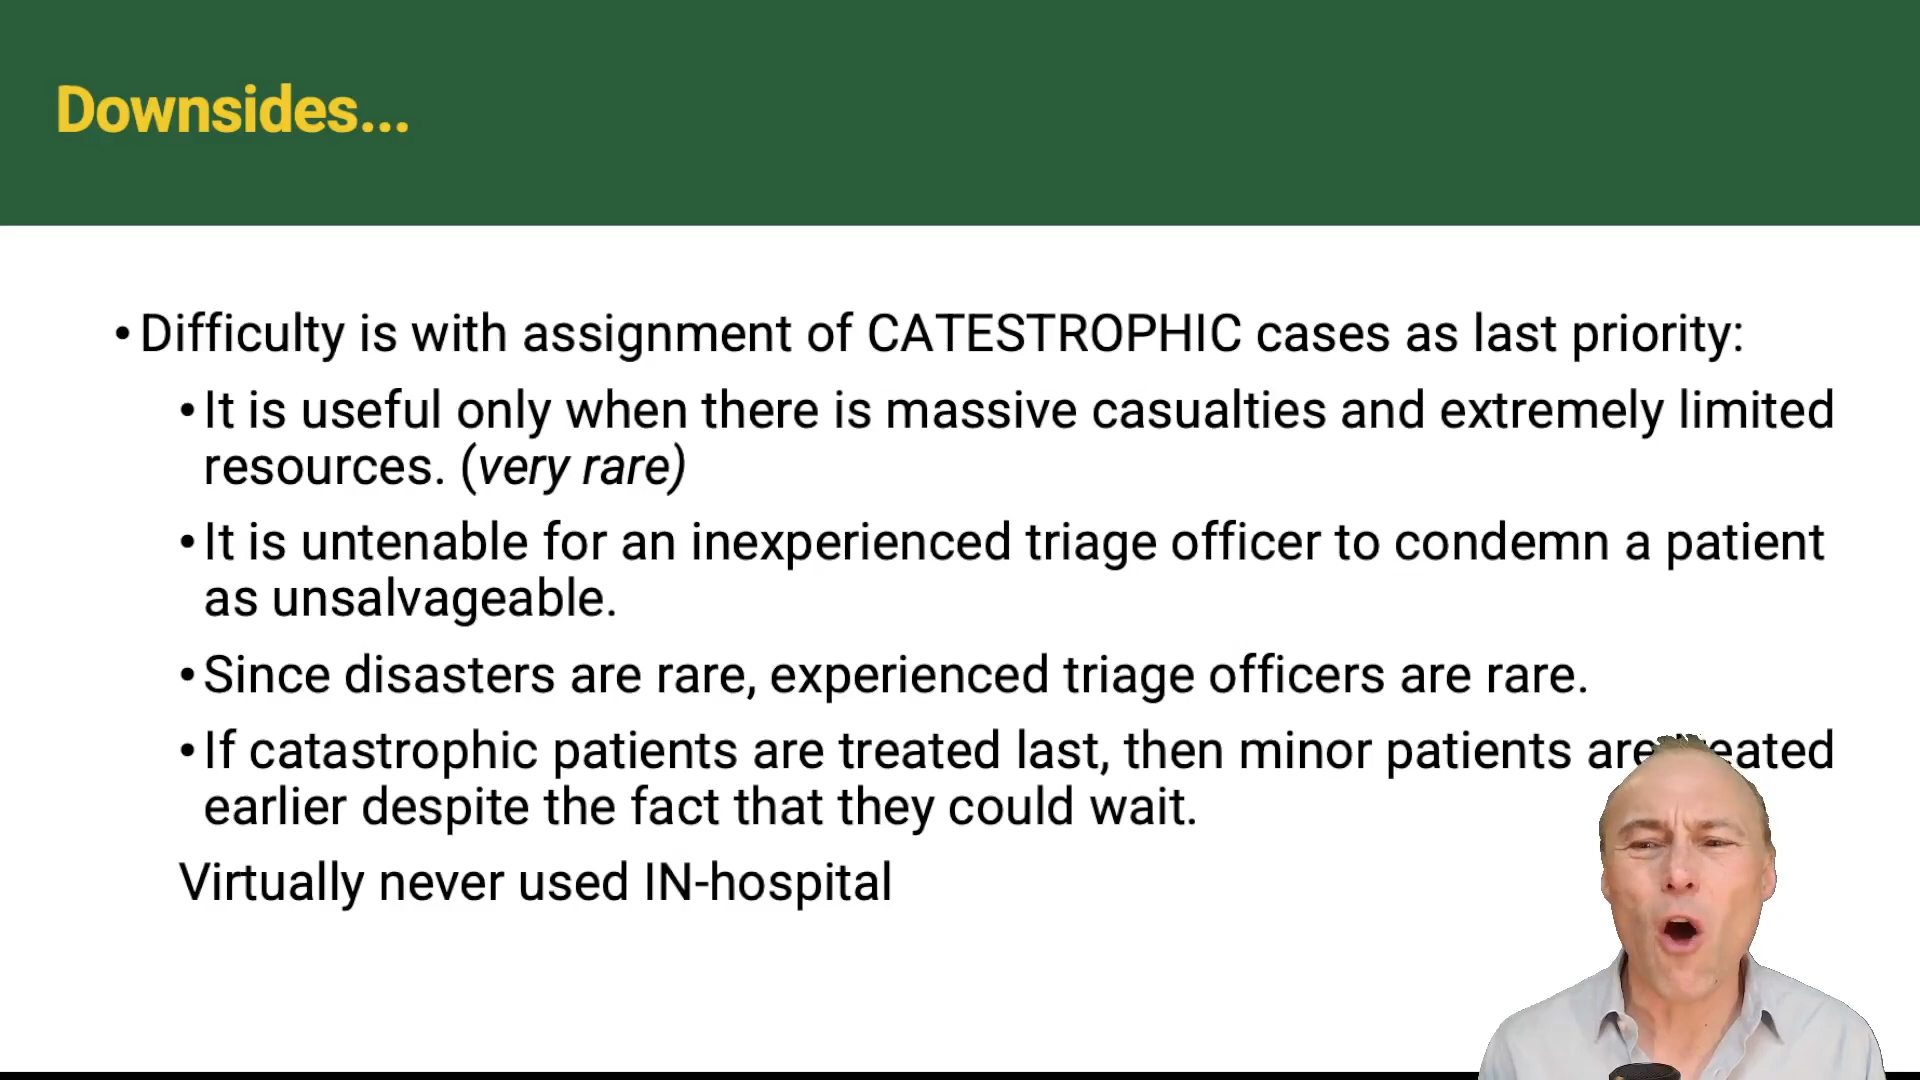 Downsides...
• Difficulty is with assignment of CATESTROPHIC cases as last priority:
• It is useful only when there is massive casualties and extremely limited
resources. (very rare)
• It is untenable for an inexperienced triage officer to condemn a patient
as unsalvageable.
• Since disasters are rare, experienced triage officers are rare.
• If catastrophic patients are treated last, then minor patients are treated
earlier despite the fact that they could wait.
Virtually never used IN-hospital